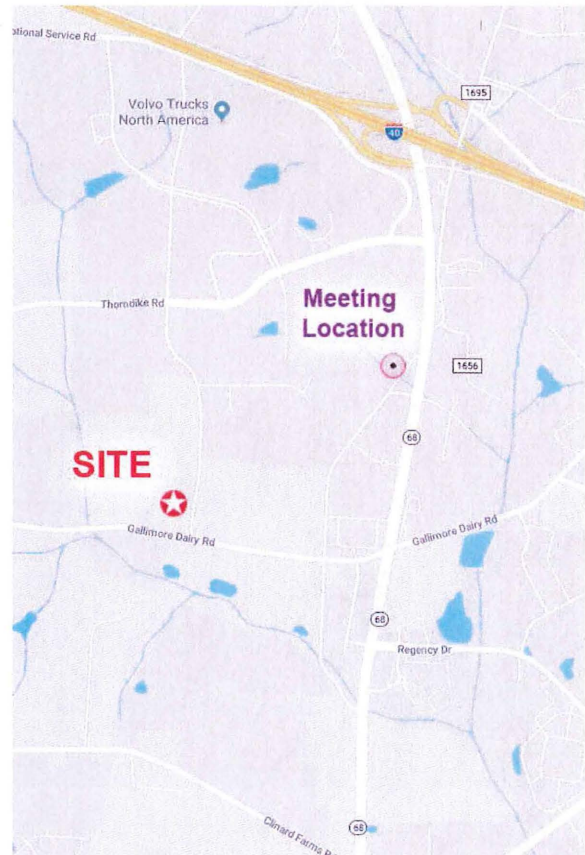 ational Service Rd
1695
Volvo Trucks
North America
40
Thorndike Rd
Meeting
Location
1656
68
SITE
Gallimore Dairy Rd
Gallimore Dairy Rd
68
Regency Dr
68
Clinard Farms R